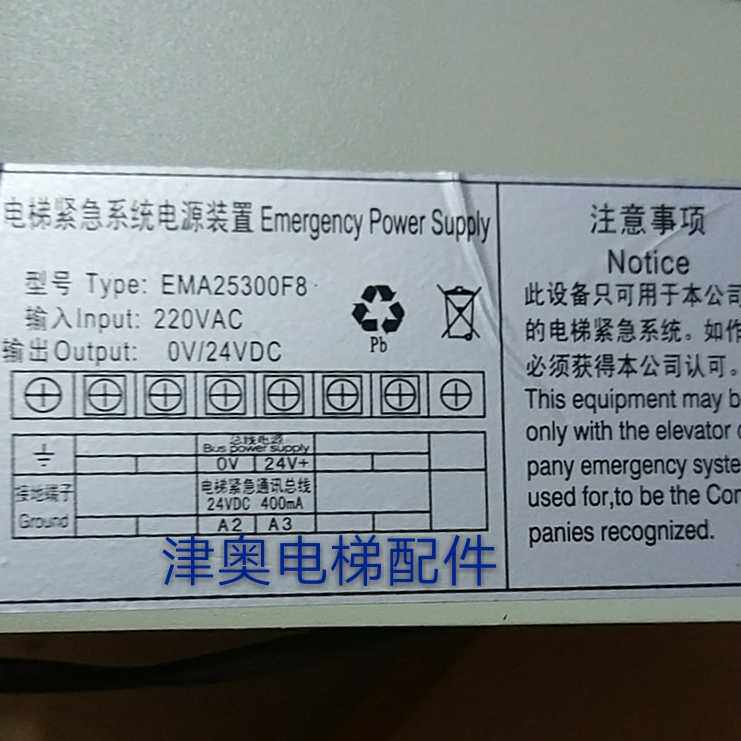 电梯紧急系统电源装置 Emergency Power Supply
型号 Type: EMA25300F8
输入Input: 220VAC
输出Output: 0V/24VDC
Pb
总线电源
Bus power supply
0V 24V+
接地端子
Ground
电梯紧急通讯总线
24VDC 400mA
A2 A3
注意事项
Notice
此设备只可用于本公司
的电梯紧急系统。如作
必须获得本公司认可。
This equipment may b
only with the elevator
pany emergency syste
used for,to be the Com
panies recognized.
津奥电梯配件